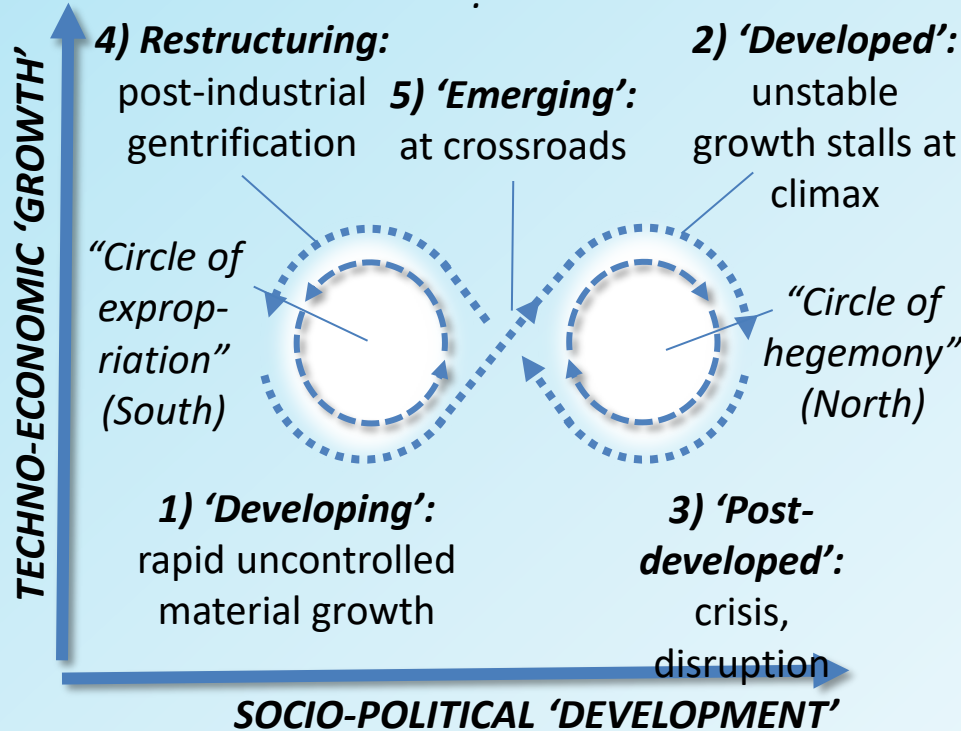 4) Restructuring:
post-industrial
gentrification
5) ‘Emerging’:
at crossroads
2) ‘Developed’:
unstable
growth stalls at
climax
“Circle of
exprop-
riation”
(South)
“Circle of
hegemony”
(North)
1) ‘Developing’:
rapid uncontrolled
material growth
3) ‘Post-
developed’:
crisis,
disruption
TECHNO-ECONOMIC ‘GROWTH’
SOCIO-POLITICAL ‘DEVELOPMENT’